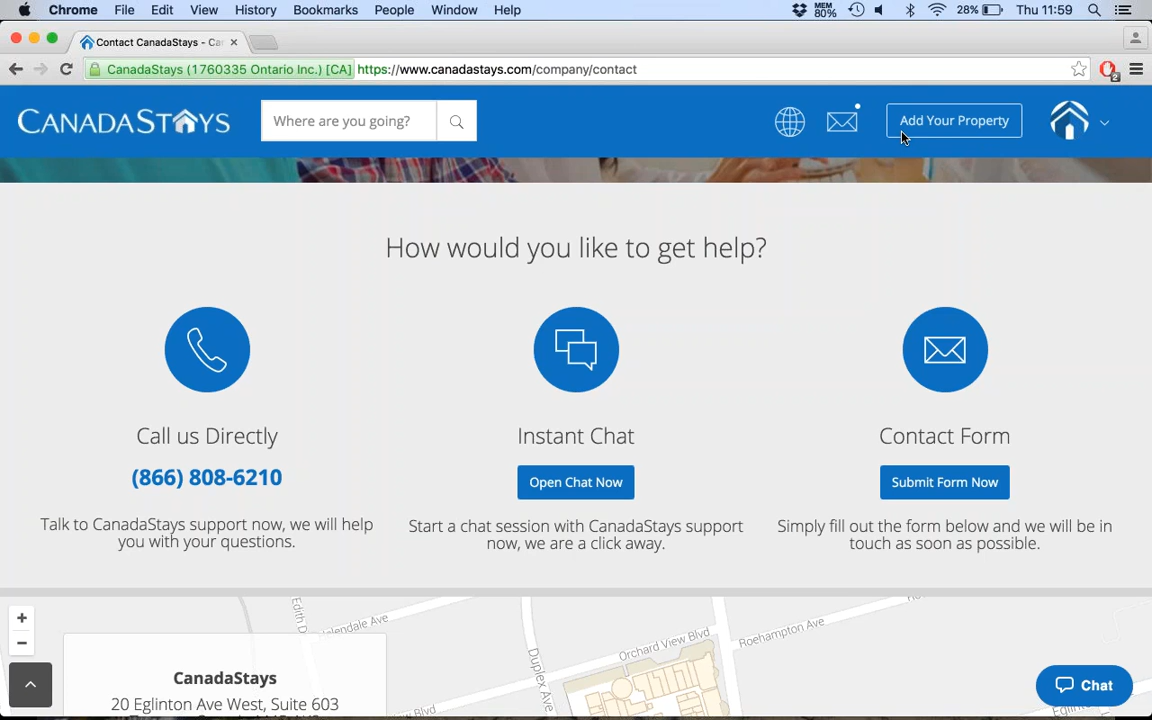 Chrome File Edit View History Bookmarks People Window Help MEM 80% 28% Thu 11:59
Contact CanadaStays - Ca
CanadaStays (1760335 Ontario Inc.) [CA] https://www.canadastays.com/company/contact
2
CANADASTAYS Where are you going? Add Your Property
How would you like to get help?
Call us Directly
(866) 808-6210
Talk to CanadaStays support now, we will help
you with your questions.
Instant Chat
Open Chat Now
Start a chat session with CanadaStays support
now, we are a click away.
Contact Form
Submit Form Now
Simply fill out the form below and we will be in
touch as soon as possible.
+
−
Edith
lendale Ave
Duplex Ave
Orchard View Blvd
Roehampton Ave
CanadaStays
20 Eglinton Ave West, Suite 603
Blvd
Chat